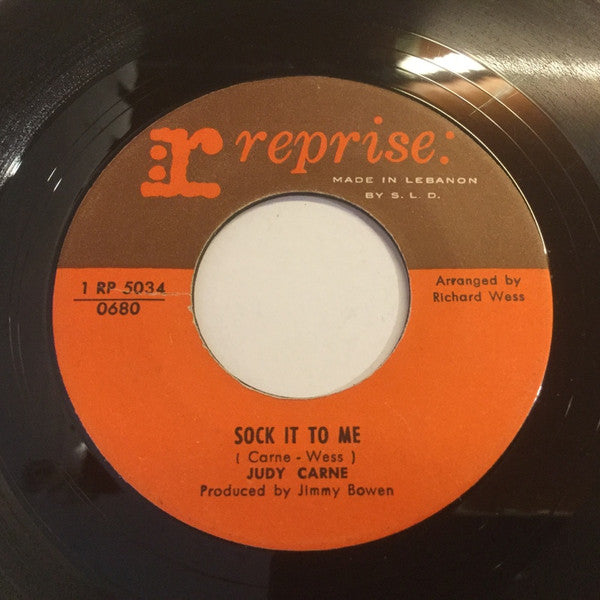 r reprise:
MADE IN LEBANON
BY S. L. D.
1 RP 5034
0680
Arranged by
Richard Wess
SOCK IT TO ME
( Carne - Wess )
JUDY CARNE
Produced by Jimmy Bowen